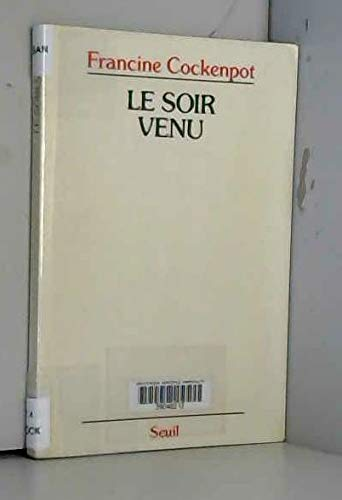 Francine Cockenpot
LE SOIR
VENU
Seuil